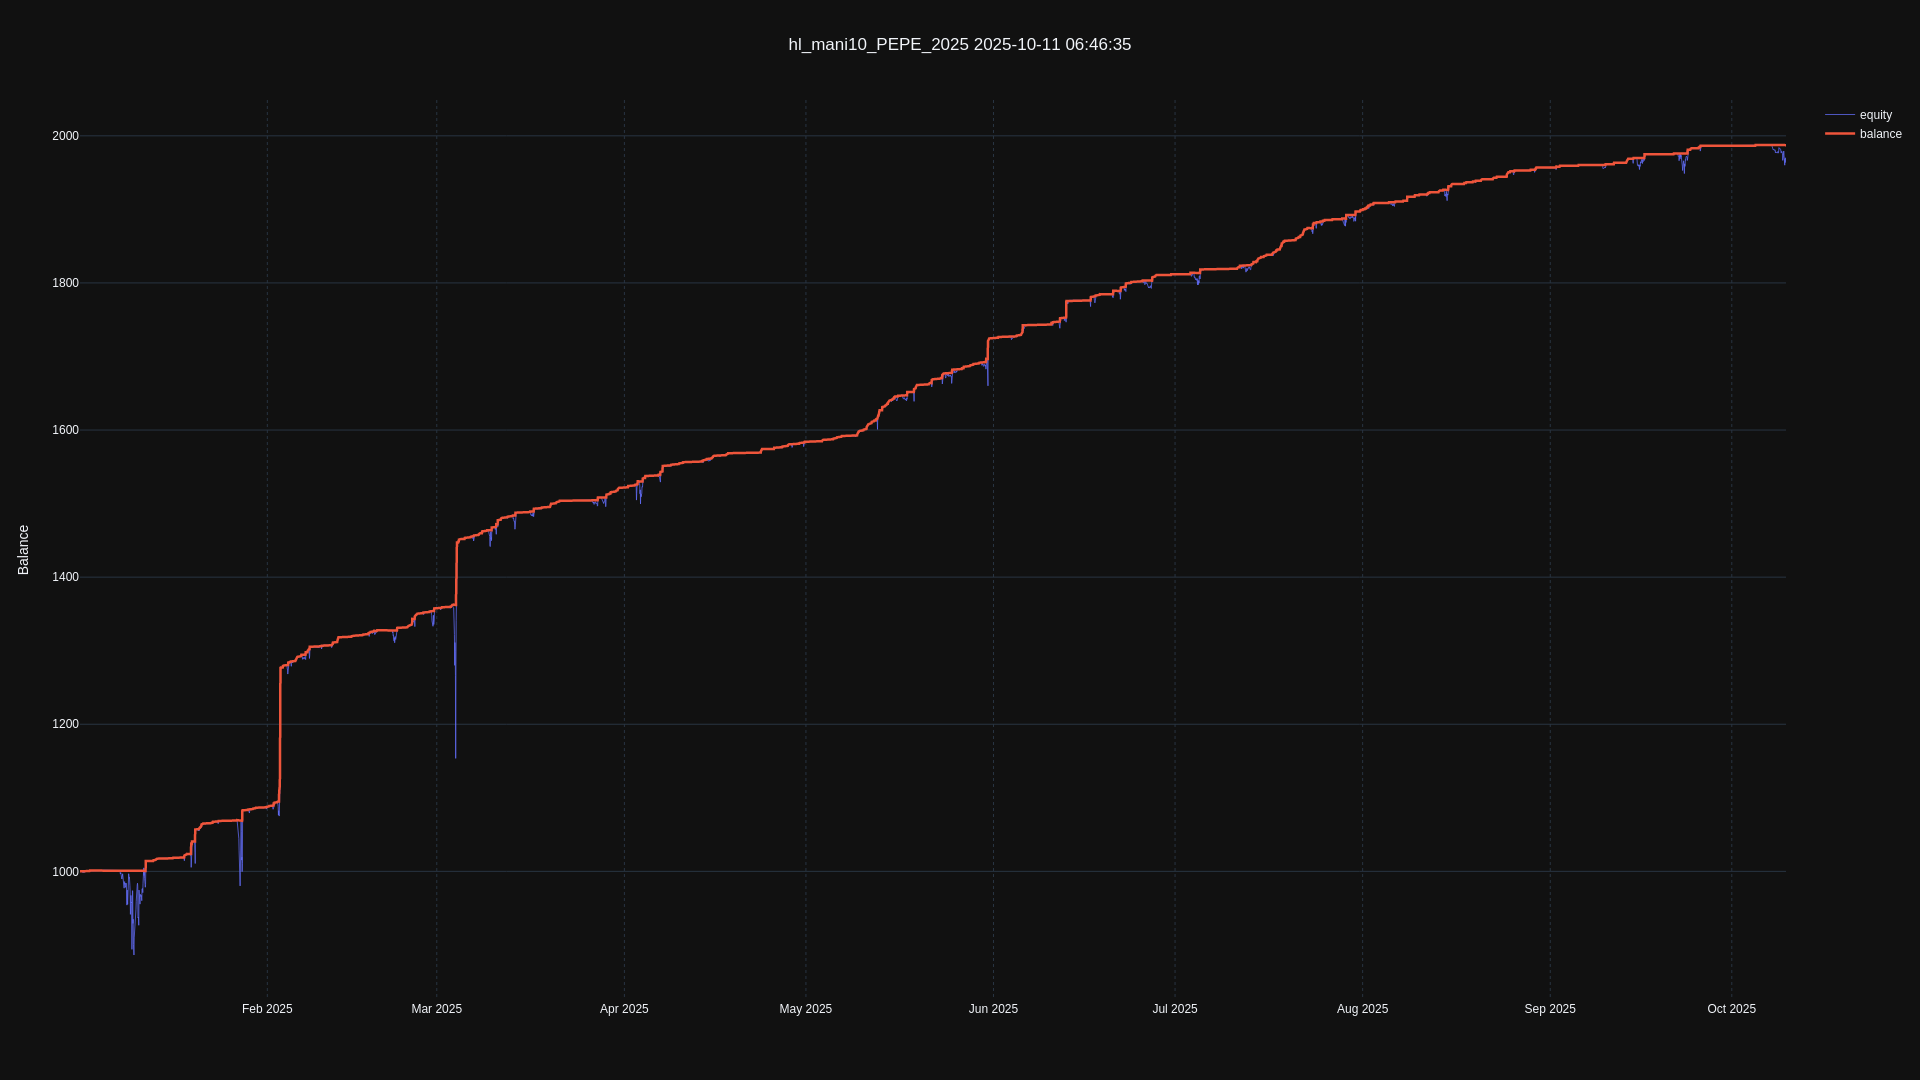 hl_mani10_PEPE_2025 2025-10-11 06:46:35
equity
balance
2000
1800
1600
1400
1200
1000
Balance
Feb 2025
Mar 2025
Apr 2025
May 2025
Jun 2025
Jul 2025
Aug 2025
Sep 2025
Oct 2025